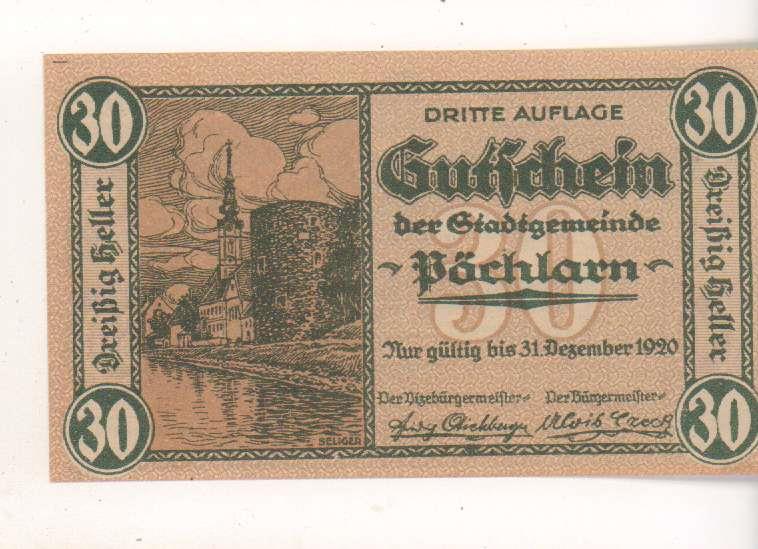 30
30
Dreißig Heller
DRITTE AUFLAGE
Gutschein
der Stadtgemeinde
Pöchlarn
30
Nur gültig bis 31. Dezember 1920
Der Vizebürgermeister Der Bürgermeister
Alois
SELIGER
Dreißig Heller
30
30